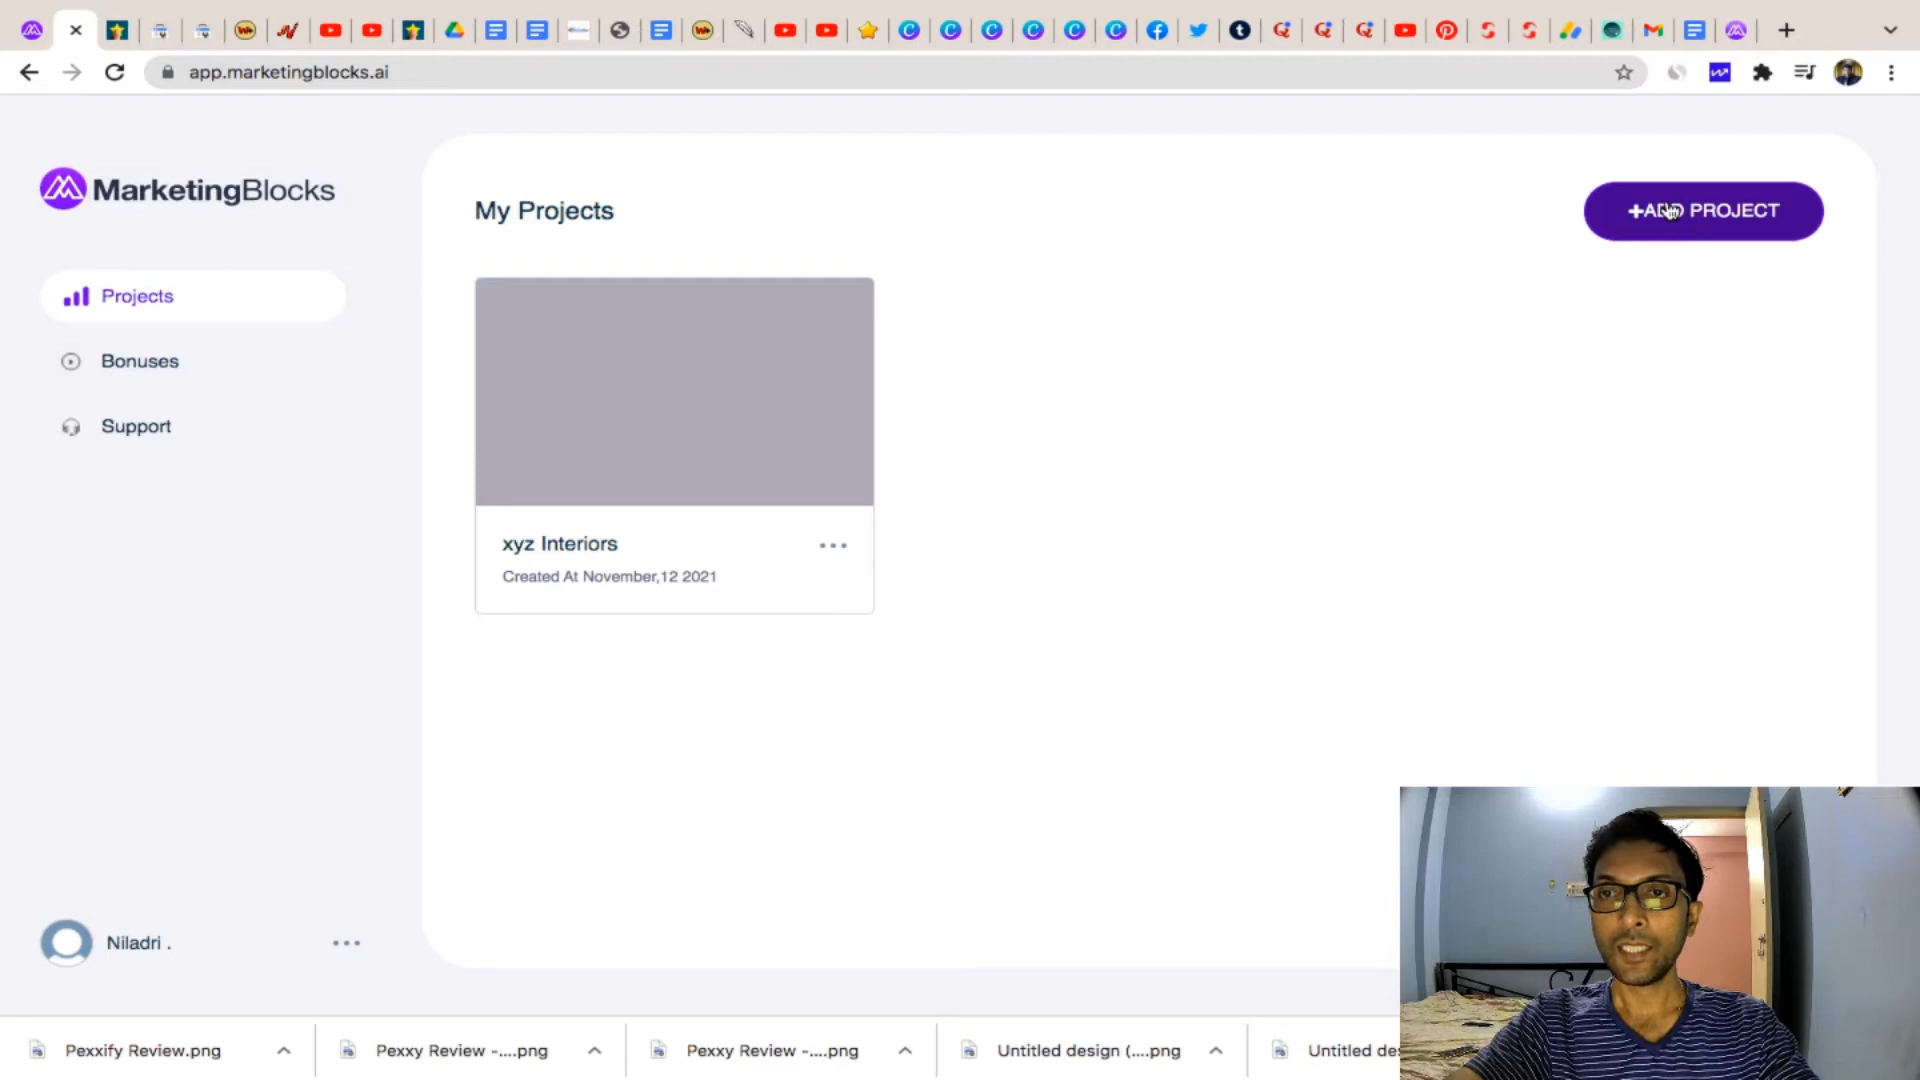 app.marketingblocks.ai
MarketingBlocks
My Projects
+ADD PROJECT
Projects
Bonuses
Support
xyz Interiors
Created At November,12 2021
Niladri .
Pexxify Review.png
Pexxy Review -....png
Pexxy Review -....png
Untitled design (....png
Untitled des